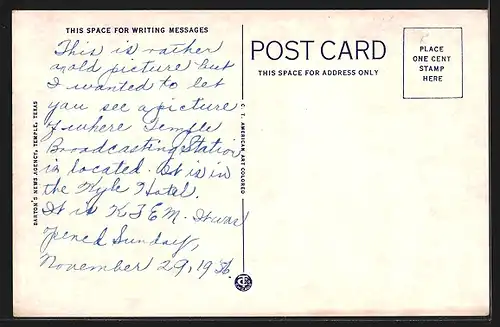 THIS SPACE FOR WRITING MESSAGES
This is rather
an old picture but
I wanted to let
you see a picture
of where Temple
Broadcasting Station
is located. It is in
the Kyle Hotel.
It is KTEM. It was
opened Sunday,
November 29, 1936.
BARTON'S NEWS AGENCY, TEMPLE, TEXAS
C. T. AMERICAN ART COLORED
POST CARD
THIS SPACE FOR ADDRESS ONLY
PLACE
ONE CENT
STAMP
HERE